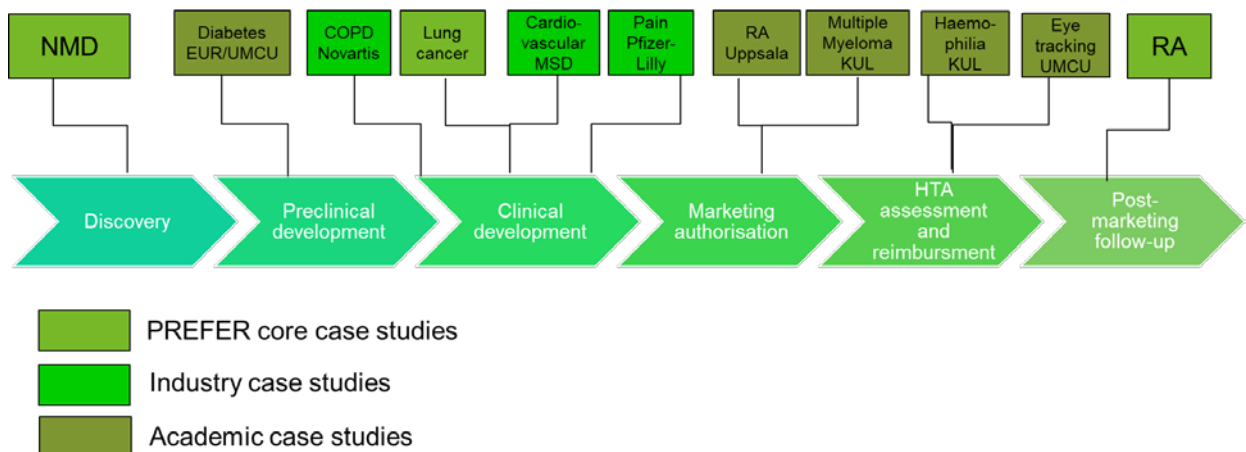 NMD
Diabetes
EUR/UMCU
COPD
Novartis
Lung
cancer
Cardio-
vascular
MSD
Pain
Pfizer-
Lilly
RA
Uppsala
Multiple
Myeloma
KUL
Haemo-
philia
KUL
Eye
tracking
UMCU
RA
Discovery
Preclinical
development
Clinical
development
Marketing
authorisation
HTA
assessment
and
reimbursment
Post-
marketing
follow-up
PREFER core case studies
Industry case studies
Academic case studies